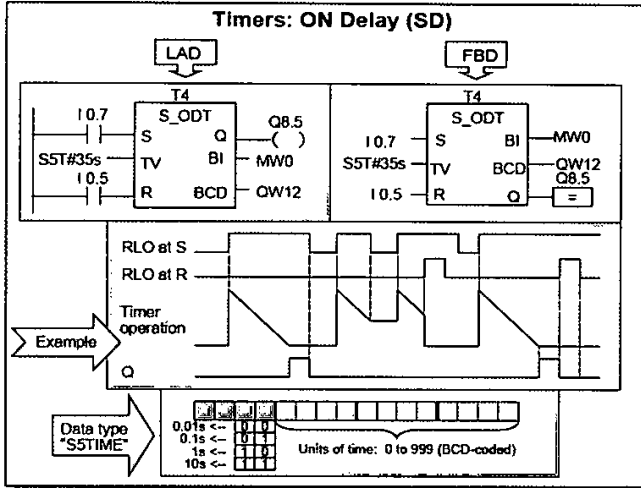 Timers: ON Delay (SD)
LAD
FBD
T4
S_ODT
I 0.7
S
Q
Q8.5
S5T#35s
TV
BI
MW0
I 0.5
R
BCD
QW12
T4
S_ODT
I 0.7
S
BI
MW0
S5T#35s
TV
BCD
QW12
Q8.5
I 0.5
R
Q
=
RLO at S
RLO at R
Timer
operation
Example
Q
Data type
"S5TIME"
0.01s <-- 0 0
0.1s <-- 0 1
1s <-- 1 0
10s <-- 1 1
Units of time: 0 to 999 (BCD-coded)